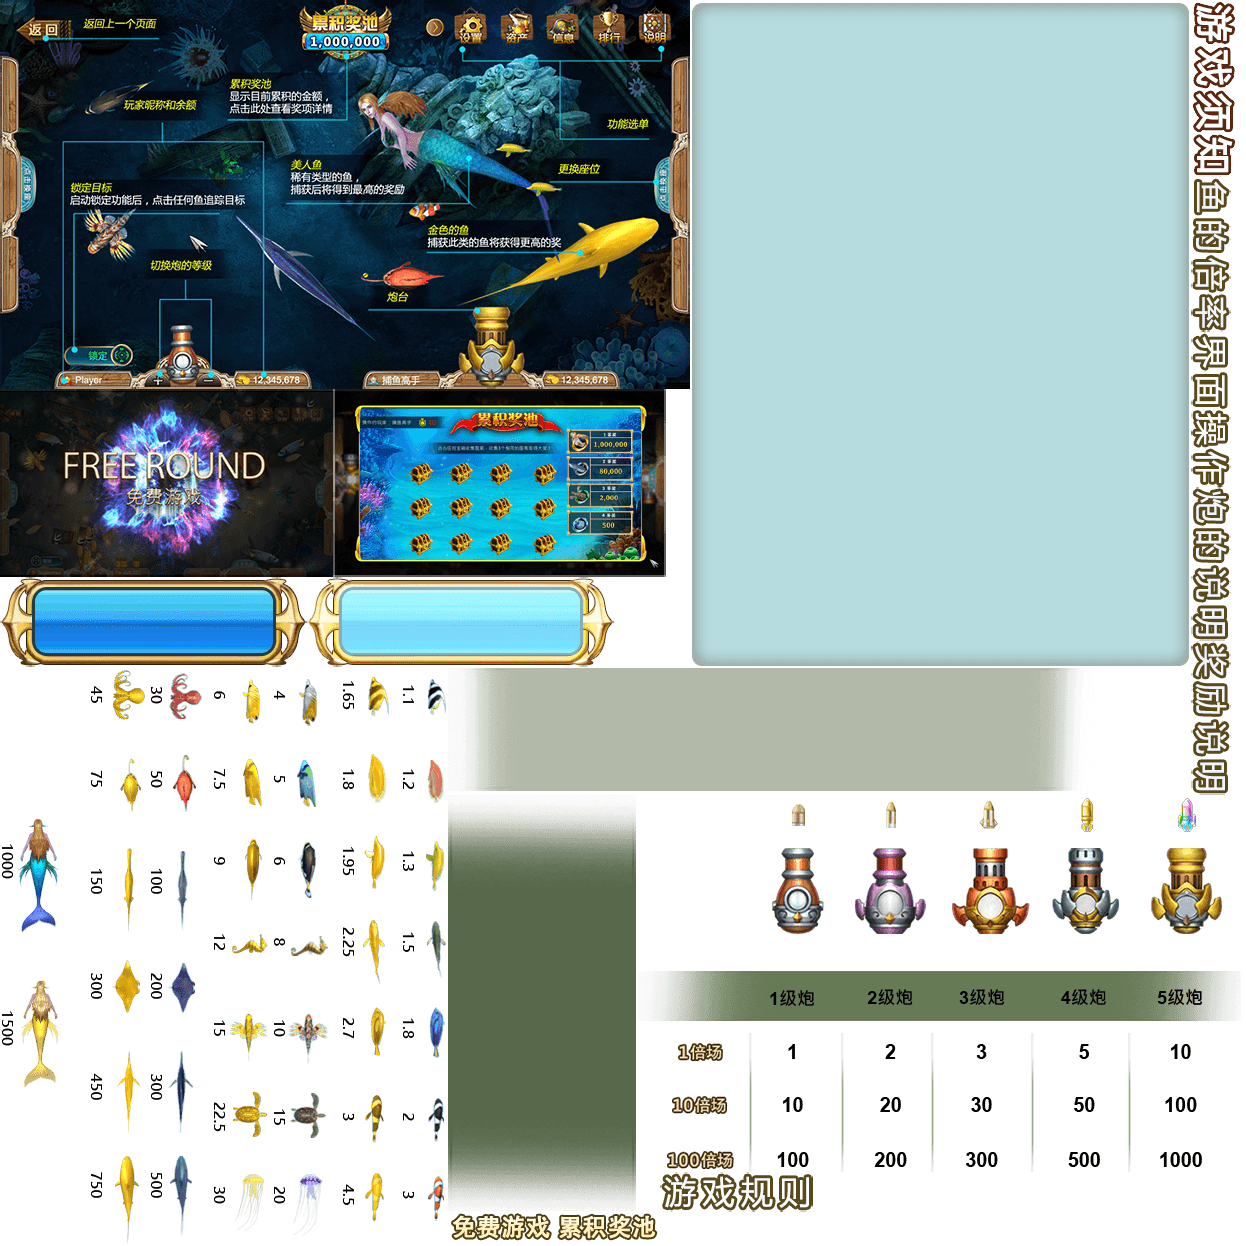 返回
返回上一个页面
累积奖池
1,000,000
设置
资产
信息
排行
说明
玩家昵称和余额
累积奖池
显示目前累积的金额，
点击此处查看奖项详情
功能选单
美人鱼
稀有类型的鱼，
捕获后将得到最高的奖励
更换座位
点击换座
点击换座
锁定目标
启动锁定功能后，点击任何鱼追踪目标
金色的鱼
捕获此类的鱼将获得更高的奖
切换炮的等级
炮台
锁定
Player
+
−
12,345,678
捕鱼高手
12,345,678
FREE ROUND
免费游戏
累积奖池
1,000,000
80,000
2,000
500
游戏须知
鱼的倍率
界面操作
炮的说明
奖励说明
45
30
6
4
1.65
1.1
75
50
7.5
5
1.8
1.2
1000
150
100
9
6
1.95
1.3
12
8
2.25
1.5
300
200
15
10
2.7
1.8
1500
450
300
22.5
15
3
2
750
500
30
20
4.5
3
1级炮
2级炮
3级炮
4级炮
5级炮
1倍场
1
2
3
5
10
10倍场
10
20
30
50
100
100倍场
100
200
300
500
1000
游戏规则
免费游戏 累积奖池